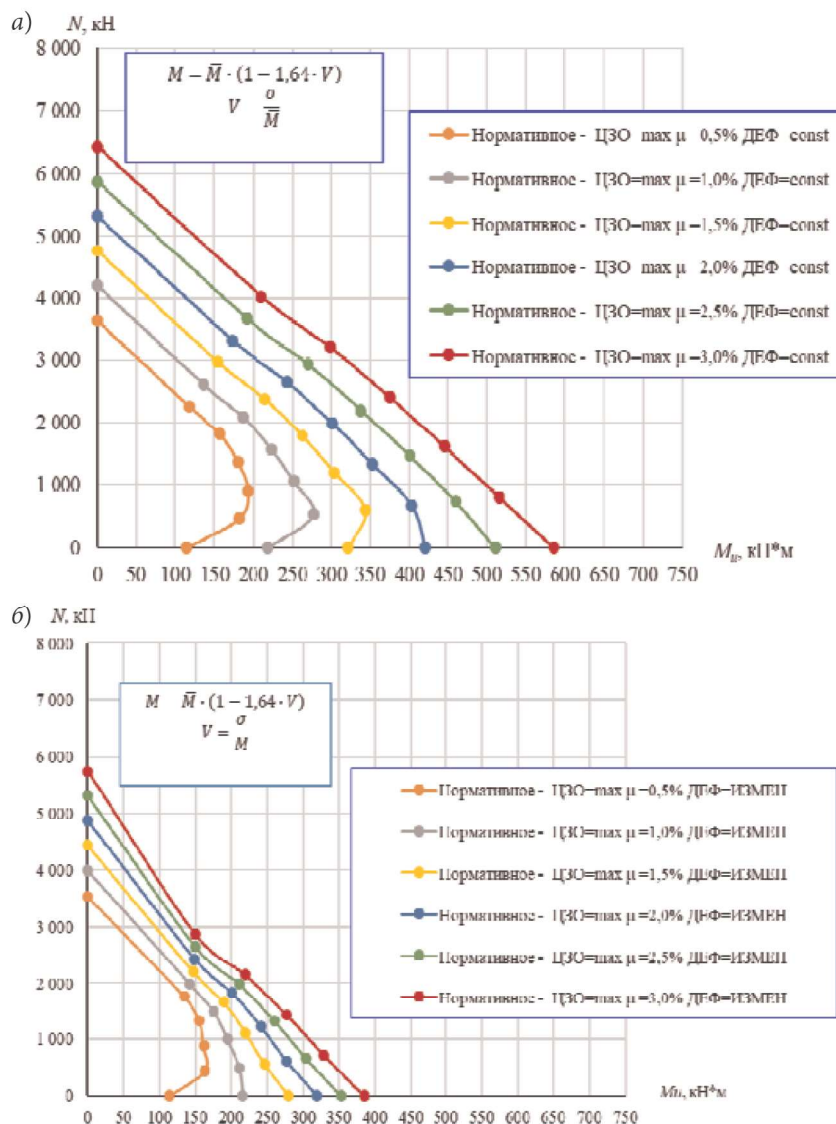 а) N, кН
8 000
7 000
6 000
5 000
4 000
3 000
2 000
1 000
0
M – M̅ · (1 – 1,64 · V)
V σ/M̅
Нормативное - ЦЗО max μ 0,5% ДЕФ const
Нормативное - ЦЗО=max μ =1,0% ДЕФ=const
Нормативное - ЦЗО=max μ =1,5% ДЕФ=const
Нормативное - ЦЗО max μ 2,0% ДЕФ const
Нормативное - ЦЗО=max μ =2,5% ДЕФ=const
Нормативное - ЦЗО=max μ =3,0% ДЕФ=const
0 50 100 150 200 250 300 350 400 450 500 550 600 650 700 750
Mu, кН*м
б) N, кН
8 000
7 000
6 000
5 000
4 000
3 000
2 000
1 000
0
M M̅ · (1 – 1,64 · V)
V = σ/M
Нормативное - ЦЗО=max μ =0,5% ДЕФ=ИЗМЕН
Нормативное - ЦЗО=max μ =1,0% ДЕФ=ИЗМЕН
Нормативное - ЦЗО=max μ =1,5% ДЕФ=ИЗМЕН
Нормативное - ЦЗО=max μ =2,0% ДЕФ=ИЗМЕН
Нормативное - ЦЗО=max μ =2,5% ДЕФ=ИЗМЕН
Нормативное - ЦЗО=max μ =3,0% ДЕФ=ИЗМЕН
Mu, кН*м
0 50 100 150 200 250 300 350 400 450 500 550 600 650 700 750